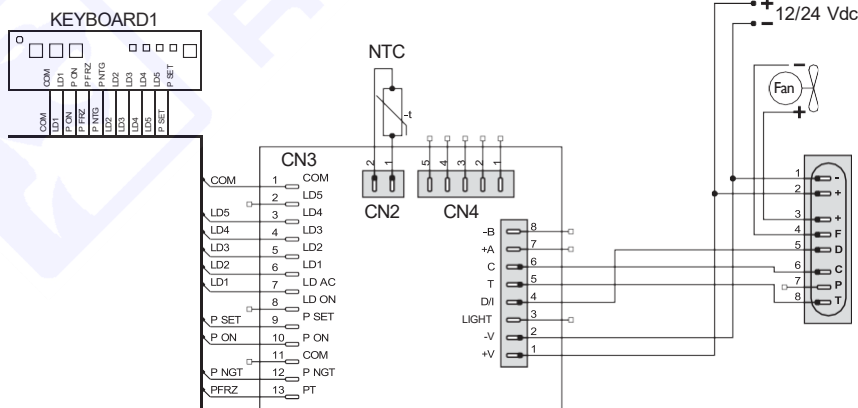 KEYBOARD1
COM
LD1
P ON
P FRZ
P NTG
LD2
LD3
LD4
LD5
P SET
COM
LD1
P ON
P FRZ
P NTG
LD2
LD3
LD4
LD5
P SET
NTC
-t
2
1
CN2
5
4
3
2
1
CN4
CN3
COM 1 COM
2 LD5
LD5 3 LD4
LD4 4 LD3
LD3 5 LD2
LD2 6 LD1
LD1 7 LD AC
8 LD ON
P SET 9 P SET
P ON 10 P ON
11 COM
P NGT 12 P NGT
PFRZ 13 PT
-B 8
+A 7
C 6
T 5
D/I 4
LIGHT 3
-V 2
+V 1
+
12/24 Vdc
-
-
Fan
+
1 -
2 +
3 +
4 F
5 D
6 C
7 P
8 T